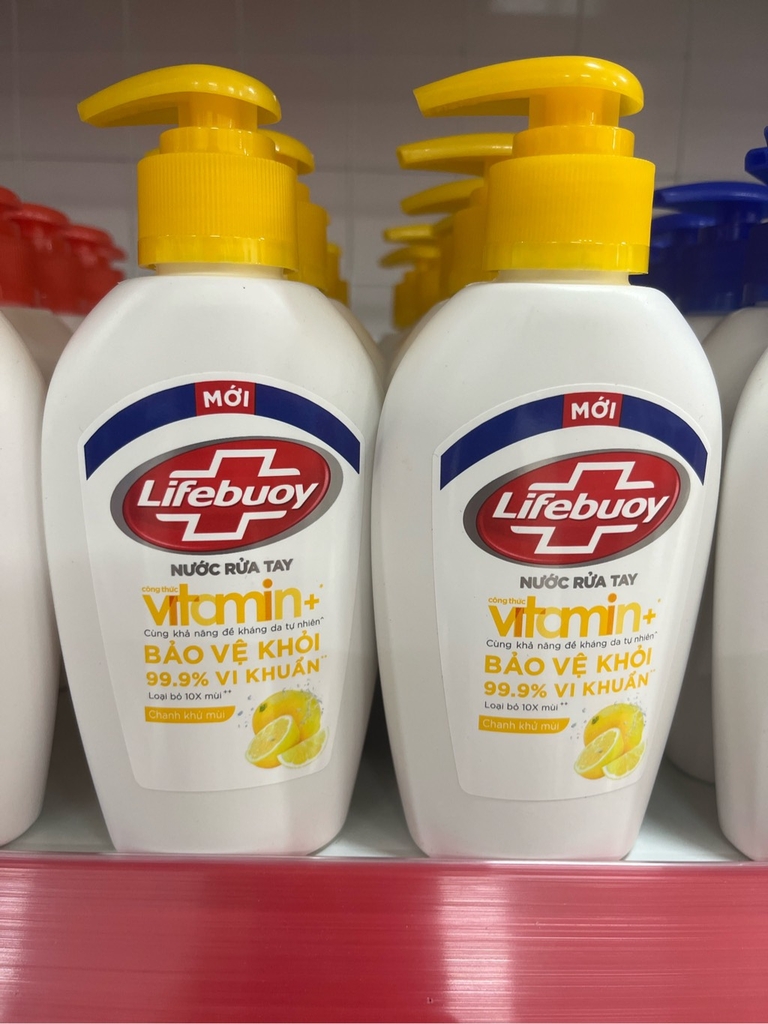 MỚI
Lifebuoy
NƯỚC RỬA TAY
công thức
vitamin+*
Cùng khả năng đề kháng da tự nhiên^
BẢO VỆ KHỎI
99.9% VI KHUẨN**
Loại bỏ 10X mùi**
Chanh khử mùi
MỚI
Lifebuoy
NƯỚC RỬA TAY
công thức
vitamin+*
Cùng khả năng đề kháng da tự nhiên^
BẢO VỆ KHỎI
99.9% VI KHUẨN**
Loại bỏ 10X mùi**
Chanh khử mùi